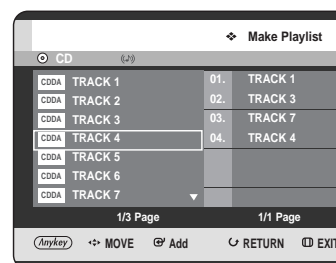 ❖ Make Playlist
CD
CDDA TRACK 1
CDDA TRACK 2
CDDA TRACK 3
CDDA TRACK 4
CDDA TRACK 5
CDDA TRACK 6
CDDA TRACK 7 ▼
01. TRACK 1
02. TRACK 3
03. TRACK 7
04. TRACK 4
1/3 Page
1/1 Page
Anykey MOVE Add RETURN EXIT